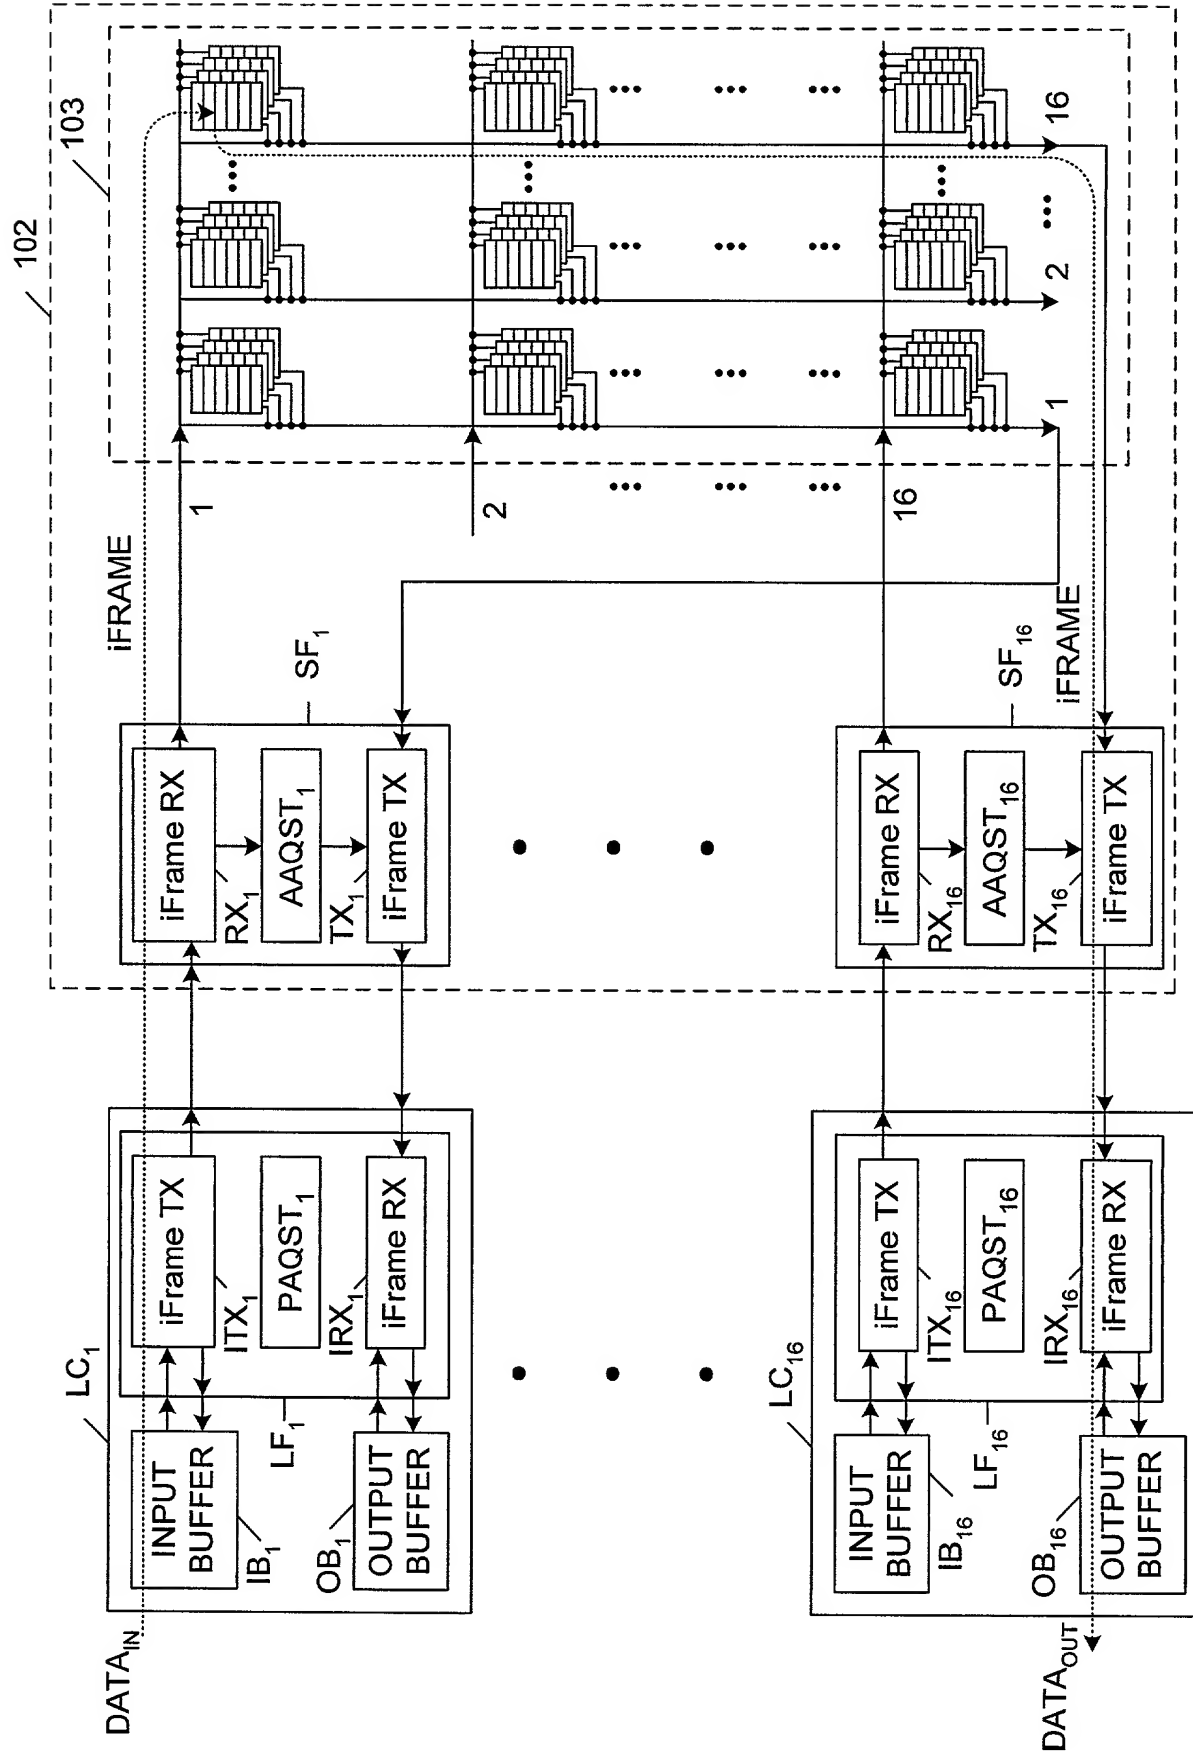 102
103
iFRAME
1
2
16
1
2
16
SF₁
iFrame RX
RX₁
AAQST₁
TX₁
iFrame TX
SF₁₆
iFRAME
iFrame RX
RX₁₆
AAQST₁₆
TX₁₆
iFrame TX
LC₁
iFrame TX
ITX₁
PAQST₁
IRX₁
iFrame RX
LF₁
INPUT
BUFFER
IB₁
OB₁
OUTPUT
BUFFER
DATA_IN
LC₁₆
iFrame TX
ITX₁₆
PAQST₁₆
IRX₁₆
iFrame RX
LF₁₆
INPUT
BUFFER
IB₁₆
OB₁₆
OUTPUT
BUFFER
DATA_OUT